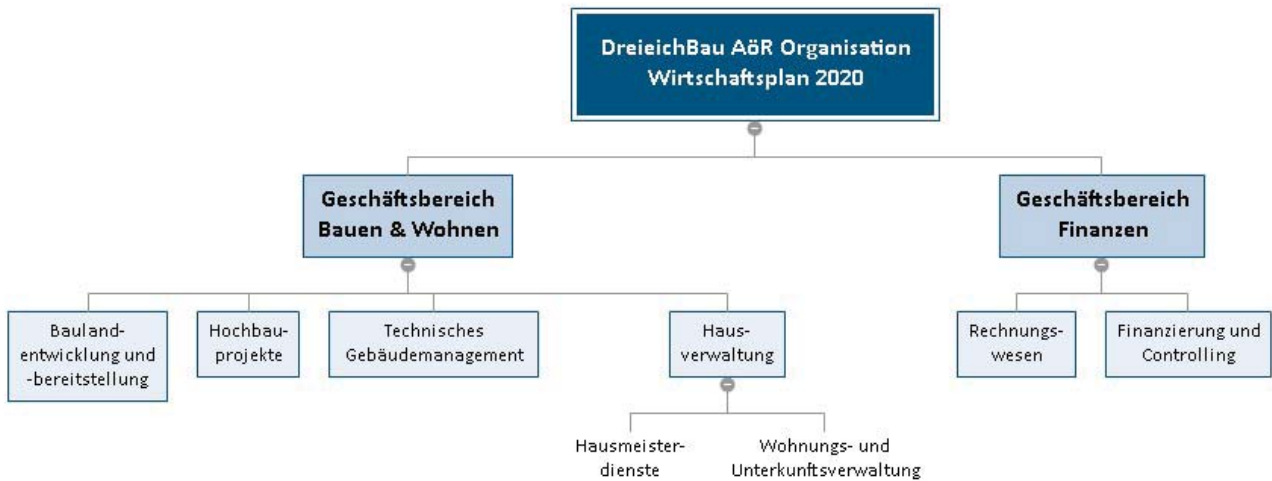 DreieichBau AöR Organisation
Wirtschaftsplan 2020
Geschäftsbereich
Bauen & Wohnen
Geschäftsbereich
Finanzen
Bauland-
entwicklung und
-bereitstellung
Hochbau-
projekte
Technisches
Gebäudemanagement
Haus-
verwaltung
Rechnungs-
wesen
Finanzierung und
Controlling
Hausmeister-
dienste
Wohnungs- und
Unterkunftsverwaltung